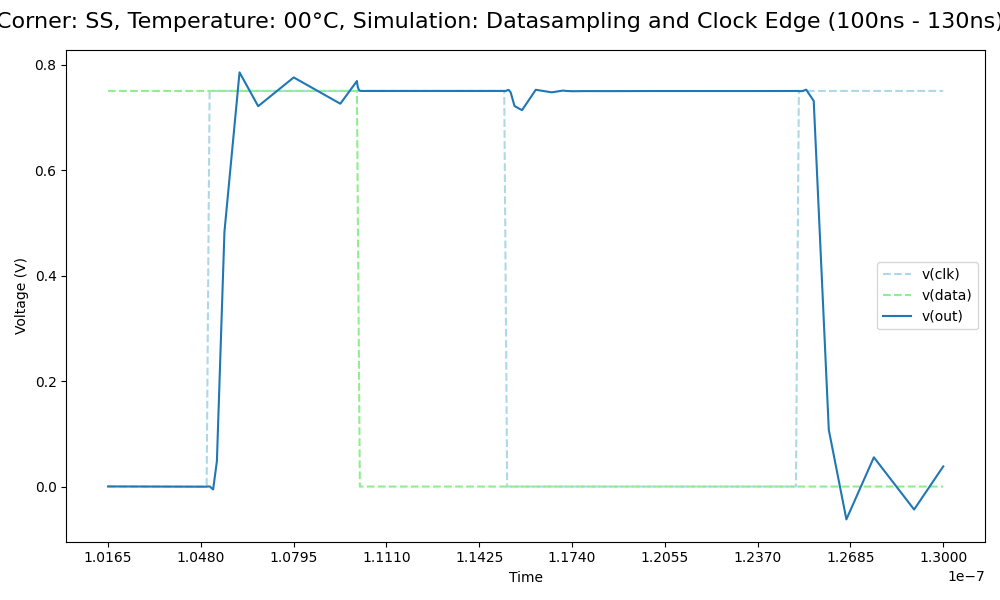 Corner: SS, Temperature: 00°C, Simulation: Datasampling and Clock Edge (100ns - 130ns)
0.8
0.6
0.4
0.2
0.0
Voltage (V)
v(clk)
v(data)
v(out)
1.0165 1.0480 1.0795 1.1110 1.1425 1.1740 1.2055 1.2370 1.2685 1.3000
1e−7
Time